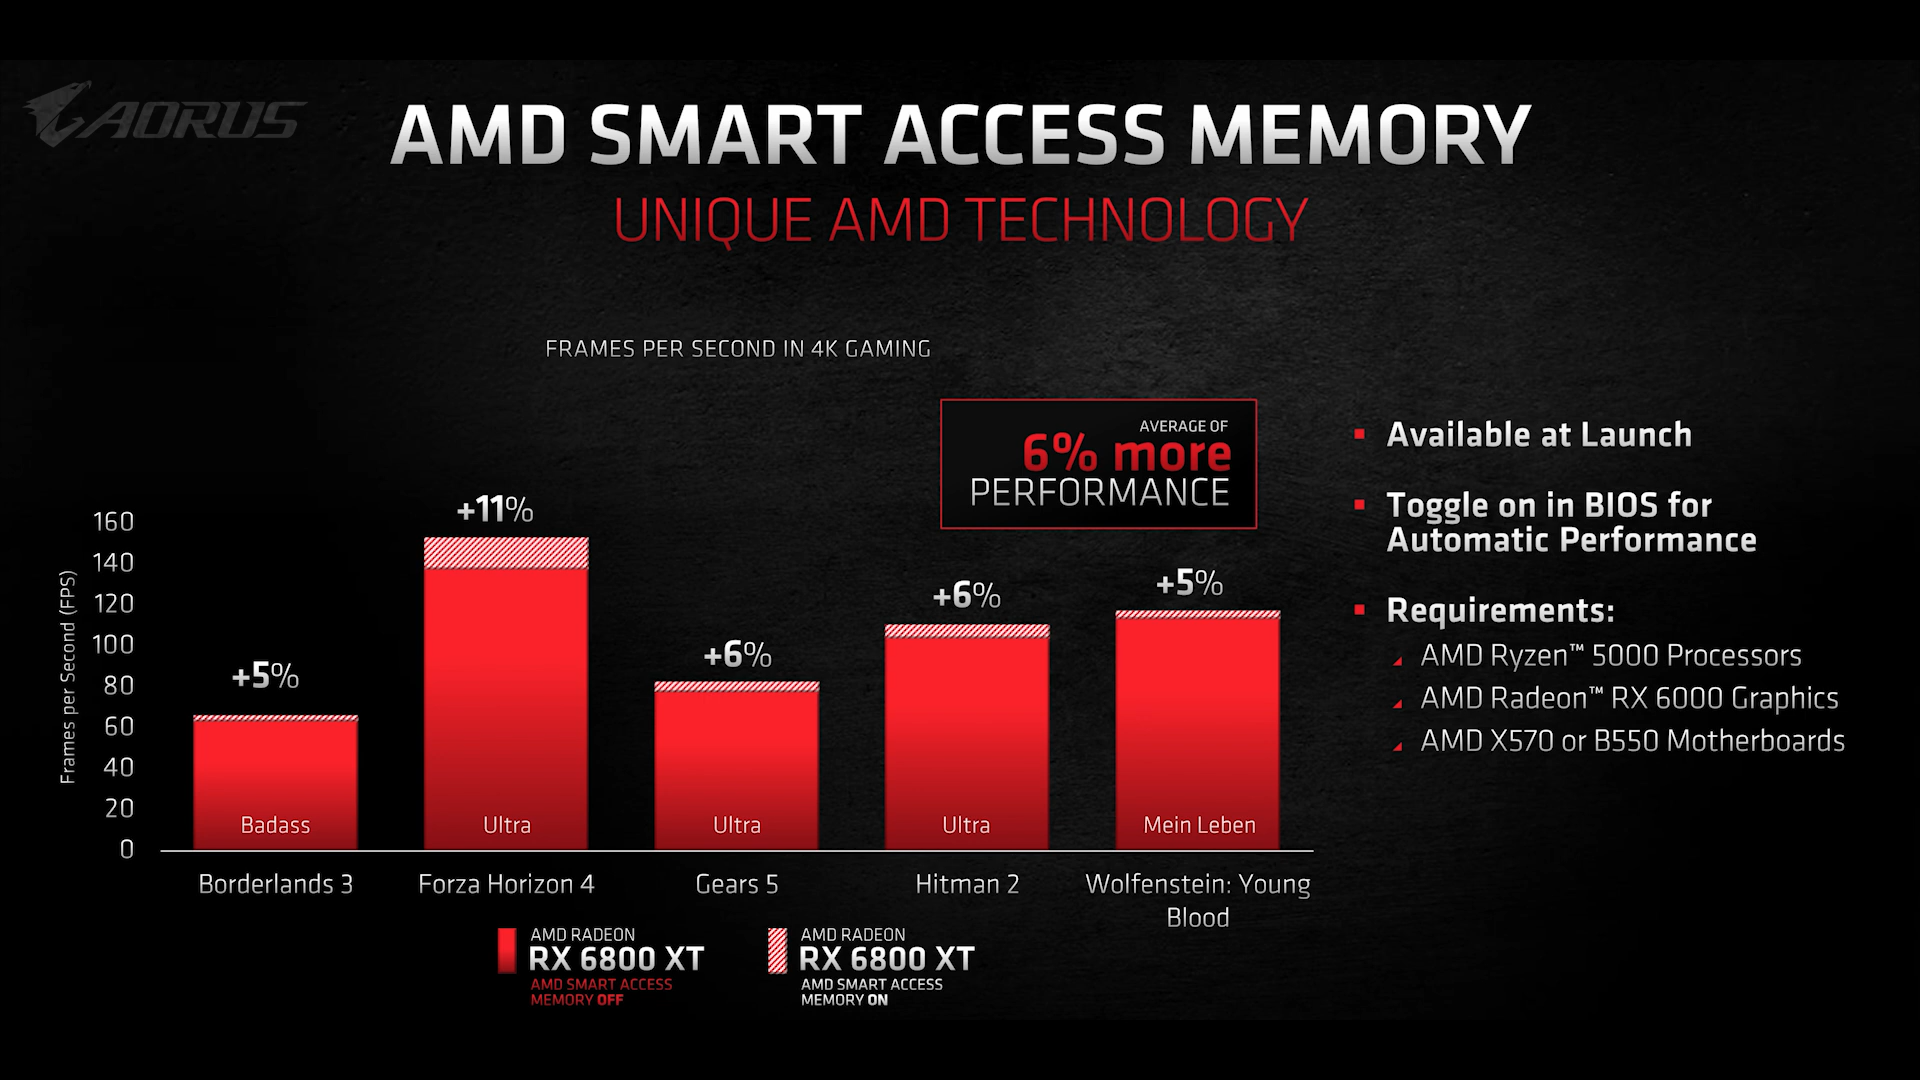 AORUS
AMD SMART ACCESS MEMORY
UNIQUE AMD TECHNOLOGY
FRAMES PER SECOND IN 4K GAMING
AVERAGE OF
6% more
PERFORMANCE
Frames per Second (FPS)
160
140
120
100
80
60
40
20
0
+5%
+11%
+6%
+6%
+5%
Badass
Ultra
Ultra
Ultra
Mein Leben
Borderlands 3
Forza Horizon 4
Gears 5
Hitman 2
Wolfenstein: Young
Blood
AMD RADEON
RX 6800 XT
AMD SMART ACCESS
MEMORY OFF
AMD RADEON
RX 6800 XT
AMD SMART ACCESS
MEMORY ON
Available at Launch
Toggle on in BIOS for
Automatic Performance
Requirements:
AMD Ryzen™ 5000 Processors
AMD Radeon™ RX 6000 Graphics
AMD X570 or B550 Motherboards